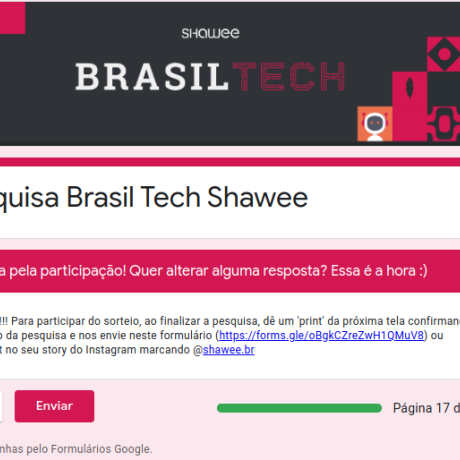 shawee
BRASILTECH
quisa Brasil Tech Shawee
a pela participação! Quer alterar alguma resposta? Essa é a hora :)
!!! Para participar do sorteio, ao finalizar a pesquisa, dê um 'print' da próxima tela confirman
o da pesquisa e nos envie neste formulário (https://forms.gle/oBgkCZreZwH1QMuV8) ou
t no seu story do Instagram marcando @shawee.br
Enviar
Página 17 d
nhas pelo Formulários Google.